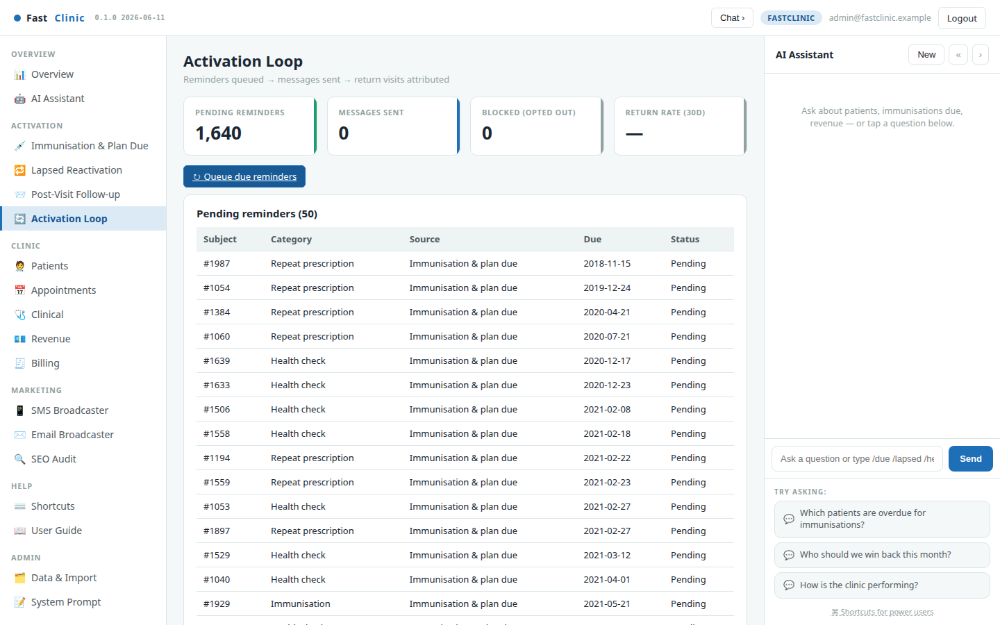 Fast Clinic 0.1.0 2026-06-11
Chat ›
FASTCLINIC
admin@fastclinic.example
Logout
OVERVIEW
Overview
AI Assistant
ACTIVATION
Immunisation & Plan Due
Lapsed Reactivation
Post-Visit Follow-up
Activation Loop
CLINIC
Patients
Appointments
Clinical
Revenue
Billing
MARKETING
SMS Broadcaster
Email Broadcaster
SEO Audit
HELP
Shortcuts
User Guide
ADMIN
Data & Import
System Prompt
Activation Loop
Reminders queued → messages sent → return visits attributed
PENDING REMINDERS
1,640
MESSAGES SENT
0
BLOCKED (OPTED OUT)
0
RETURN RATE (30D)
—
↻ Queue due reminders
Pending reminders (50)
Subject Category Source Due Status
#1987 Repeat prescription Immunisation & plan due 2018-11-15 Pending
#1054 Repeat prescription Immunisation & plan due 2019-12-24 Pending
#1384 Repeat prescription Immunisation & plan due 2020-04-21 Pending
#1060 Repeat prescription Immunisation & plan due 2020-07-21 Pending
#1639 Health check Immunisation & plan due 2020-12-17 Pending
#1633 Health check Immunisation & plan due 2020-12-23 Pending
#1506 Health check Immunisation & plan due 2021-02-08 Pending
#1558 Health check Immunisation & plan due 2021-02-18 Pending
#1194 Repeat prescription Immunisation & plan due 2021-02-22 Pending
#1559 Repeat prescription Immunisation & plan due 2021-02-23 Pending
#1053 Health check Immunisation & plan due 2021-02-27 Pending
#1897 Repeat prescription Immunisation & plan due 2021-02-27 Pending
#1529 Health check Immunisation & plan due 2021-03-12 Pending
#1040 Health check Immunisation & plan due 2021-04-01 Pending
#1929 Immunisation Immunisation & plan due 2021-05-21 Pending
AI Assistant
New
«
›
Ask about patients, immunisations due,
revenue — or tap a question below.
Ask a question or type /due /lapsed /he
Send
TRY ASKING:
Which patients are overdue for
immunisations?
Who should we win back this month?
How is the clinic performing?
⌘ Shortcuts for power users